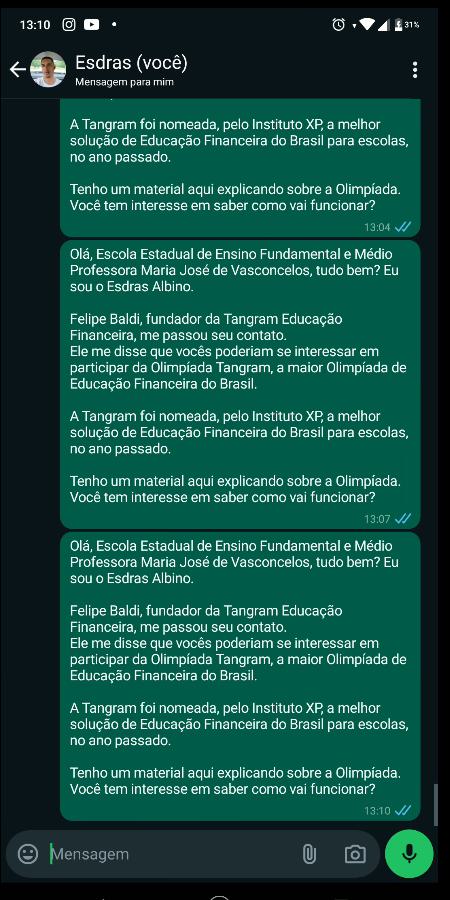 13:10
31%
Esdras (você)
Mensagem para mim
A Tangram foi nomeada, pelo Instituto XP, a melhor
solução de Educação Financeira do Brasil para escolas,
no ano passado.
Tenho um material aqui explicando sobre a Olimpíada.
Você tem interesse em saber como vai funcionar?
13:04
Olá, Escola Estadual de Ensino Fundamental e Médio
Professora Maria José de Vasconcelos, tudo bem? Eu
sou o Esdras Albino.
Felipe Baldi, fundador da Tangram Educação
Financeira, me passou seu contato.
Ele me disse que vocês poderiam se interessar em
participar da Olimpíada Tangram, a maior Olimpíada de
Educação Financeira do Brasil.
A Tangram foi nomeada, pelo Instituto XP, a melhor
solução de Educação Financeira do Brasil para escolas,
no ano passado.
Tenho um material aqui explicando sobre a Olimpíada.
Você tem interesse em saber como vai funcionar?
13:07
Olá, Escola Estadual de Ensino Fundamental e Médio
Professora Maria José de Vasconcelos, tudo bem? Eu
sou o Esdras Albino.
Felipe Baldi, fundador da Tangram Educação
Financeira, me passou seu contato.
Ele me disse que vocês poderiam se interessar em
participar da Olimpíada Tangram, a maior Olimpíada de
Educação Financeira do Brasil.
A Tangram foi nomeada, pelo Instituto XP, a melhor
solução de Educação Financeira do Brasil para escolas,
no ano passado.
Tenho um material aqui explicando sobre a Olimpíada.
Você tem interesse em saber como vai funcionar?
13:10
Mensagem